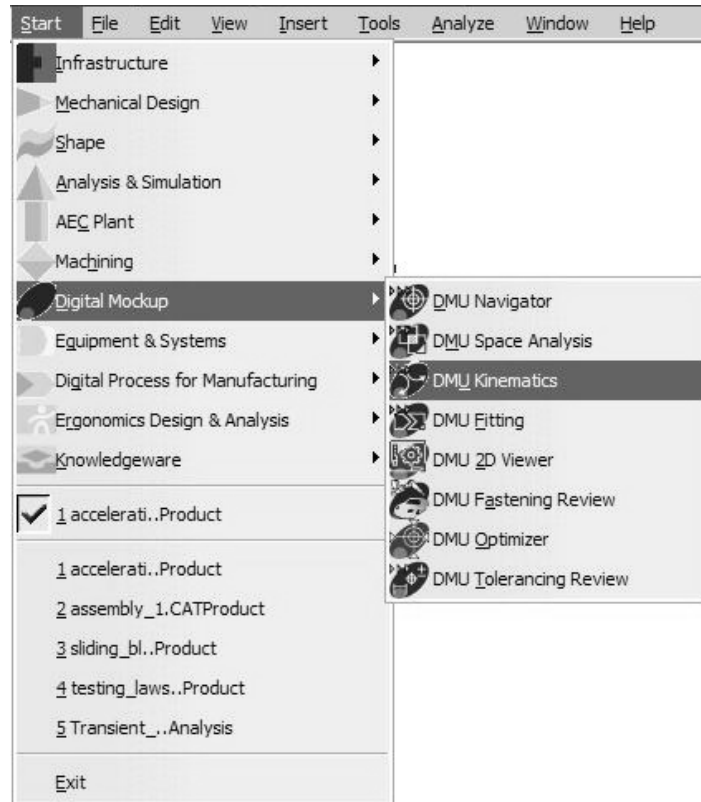 Start File Edit View Insert Tools Analyze Window Help
Infrastructure
Mechanical Design
Shape
Analysis & Simulation
AEC Plant
Machining
Digital Mockup
Equipment & Systems
Digital Process for Manufacturing
Ergonomics Design & Analysis
Knowledgeware
1 accelerati..Product
1 accelerati..Product
2 assembly_1.CATProduct
3 sliding_bl..Product
4 testing_laws..Product
5 Transient_..Analysis
Exit
DMU Navigator
DMU Space Analysis
DMU Kinematics
DMU Fitting
DMU 2D Viewer
DMU Fastening Review
DMU Optimizer
DMU Tolerancing Review